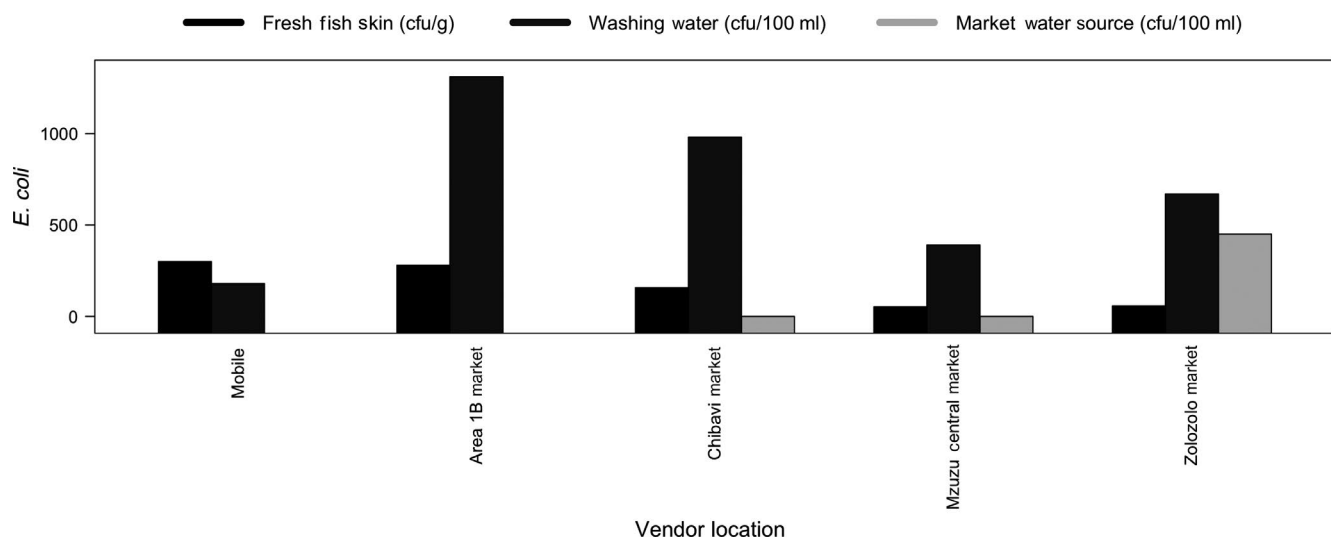 Fresh fish skin (cfu/g) Washing water (cfu/100 ml) Market water source (cfu/100 ml)
E. coli
1000
500
0
Mobile
Area 1B market
Chibavi market
Mzuzu central market
Zolozolo market
Vendor location